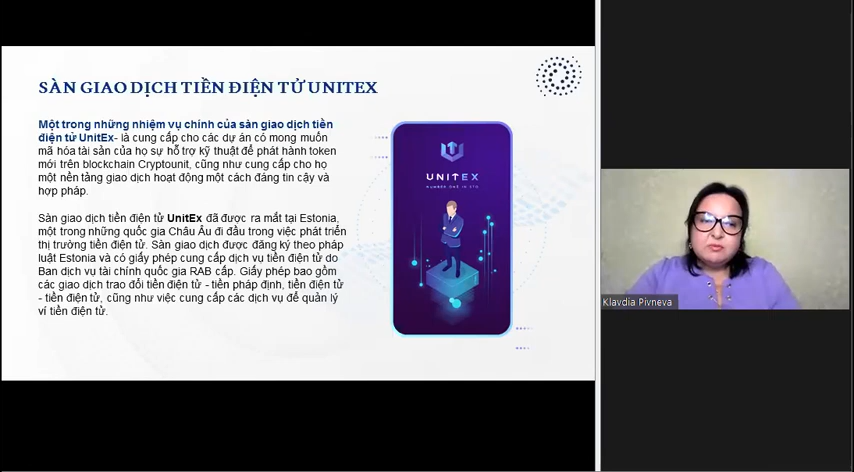 SÀN GIAO DỊCH TIỀN ĐIỆN TỬ UNITEX
Một trong những nhiệm vụ chính của sàn giao dịch tiền
điện tử UnitEx- là cung cấp cho các dự án có mong muốn
mã hóa tài sản của họ sự hỗ trợ kỹ thuật để phát hành token
mới trên blockchain Cryptounit, cũng như cung cấp cho họ
một nền tảng giao dịch hoạt động một cách đáng tin cậy và
hợp pháp.
Sàn giao dịch tiền điện tử UnitEx đã được ra mắt tại Estonia,
một trong những quốc gia Châu Âu đi đầu trong việc phát triển
thị trường tiền điện tử. Sàn giao dịch được đăng ký theo pháp
luật Estonia và có giấy phép cung cấp dịch vụ tiền điện tử do
Ban dịch vụ tài chính quốc gia RAB cấp. Giấy phép bao gồm
các giao dịch trao đổi tiền điện tử - tiền pháp định, tiền điện tử
- tiền điện tử, cũng như việc cung cấp các dịch vụ để quản lý
ví tiền điện tử.
UNITEX
NUMBER ONE IN STO
Klavdia Pivneva